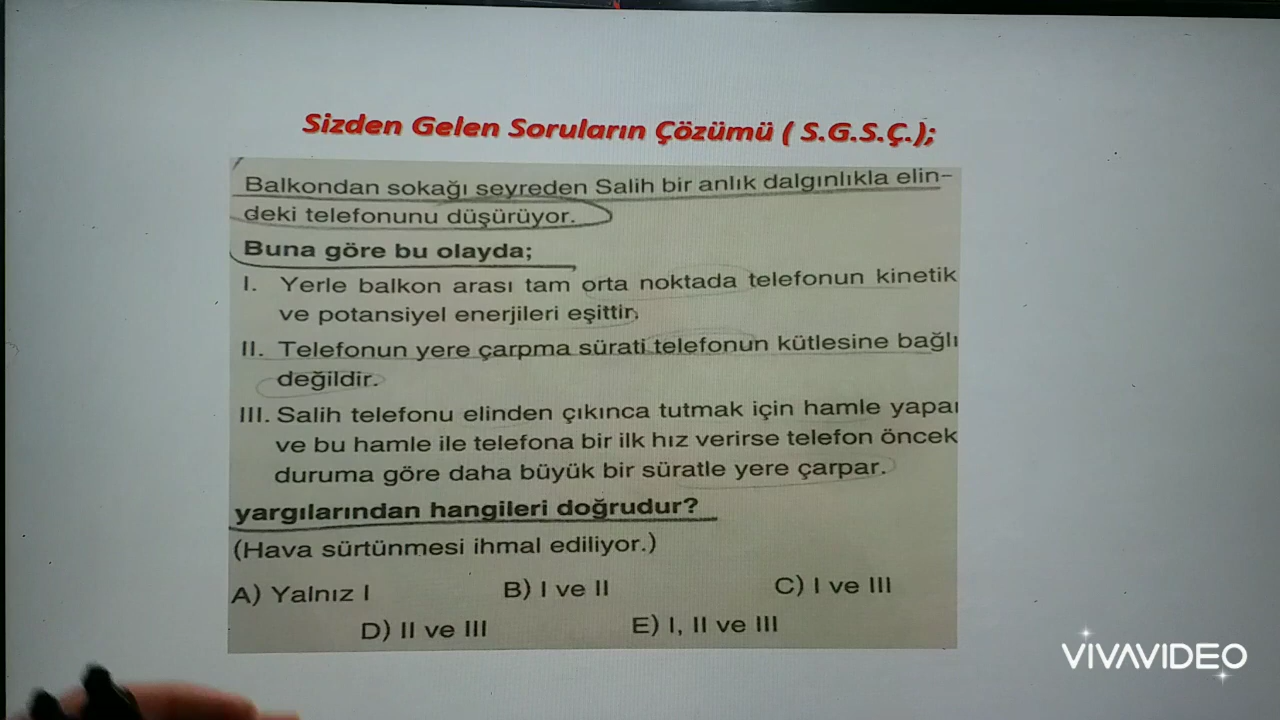 Sizden Gelen Soruların Çözümü ( S.G.S.Ç.);
Balkondan sokağı seyreden Salih bir anlık dalgınlıkla elin-
deki telefonunu düşürüyor.
Buna göre bu olayda;
I. Yerle balkon arası tam orta noktada telefonun kinetik
ve potansiyel enerjileri eşittir.
II. Telefonun yere çarpma sürati telefonun kütlesine bağlı
değildir.
III. Salih telefonu elinden çıkınca tutmak için hamle yapa
ve bu hamle ile telefona bir ilk hız verirse telefon öncek
duruma göre daha büyük bir süratle yere çarpar.
yargılarından hangileri doğrudur?
(Hava sürtünmesi ihmal ediliyor.)
A) Yalnız I B) I ve II C) I ve III
D) II ve III E) I, II ve III
VIVAVIDEO